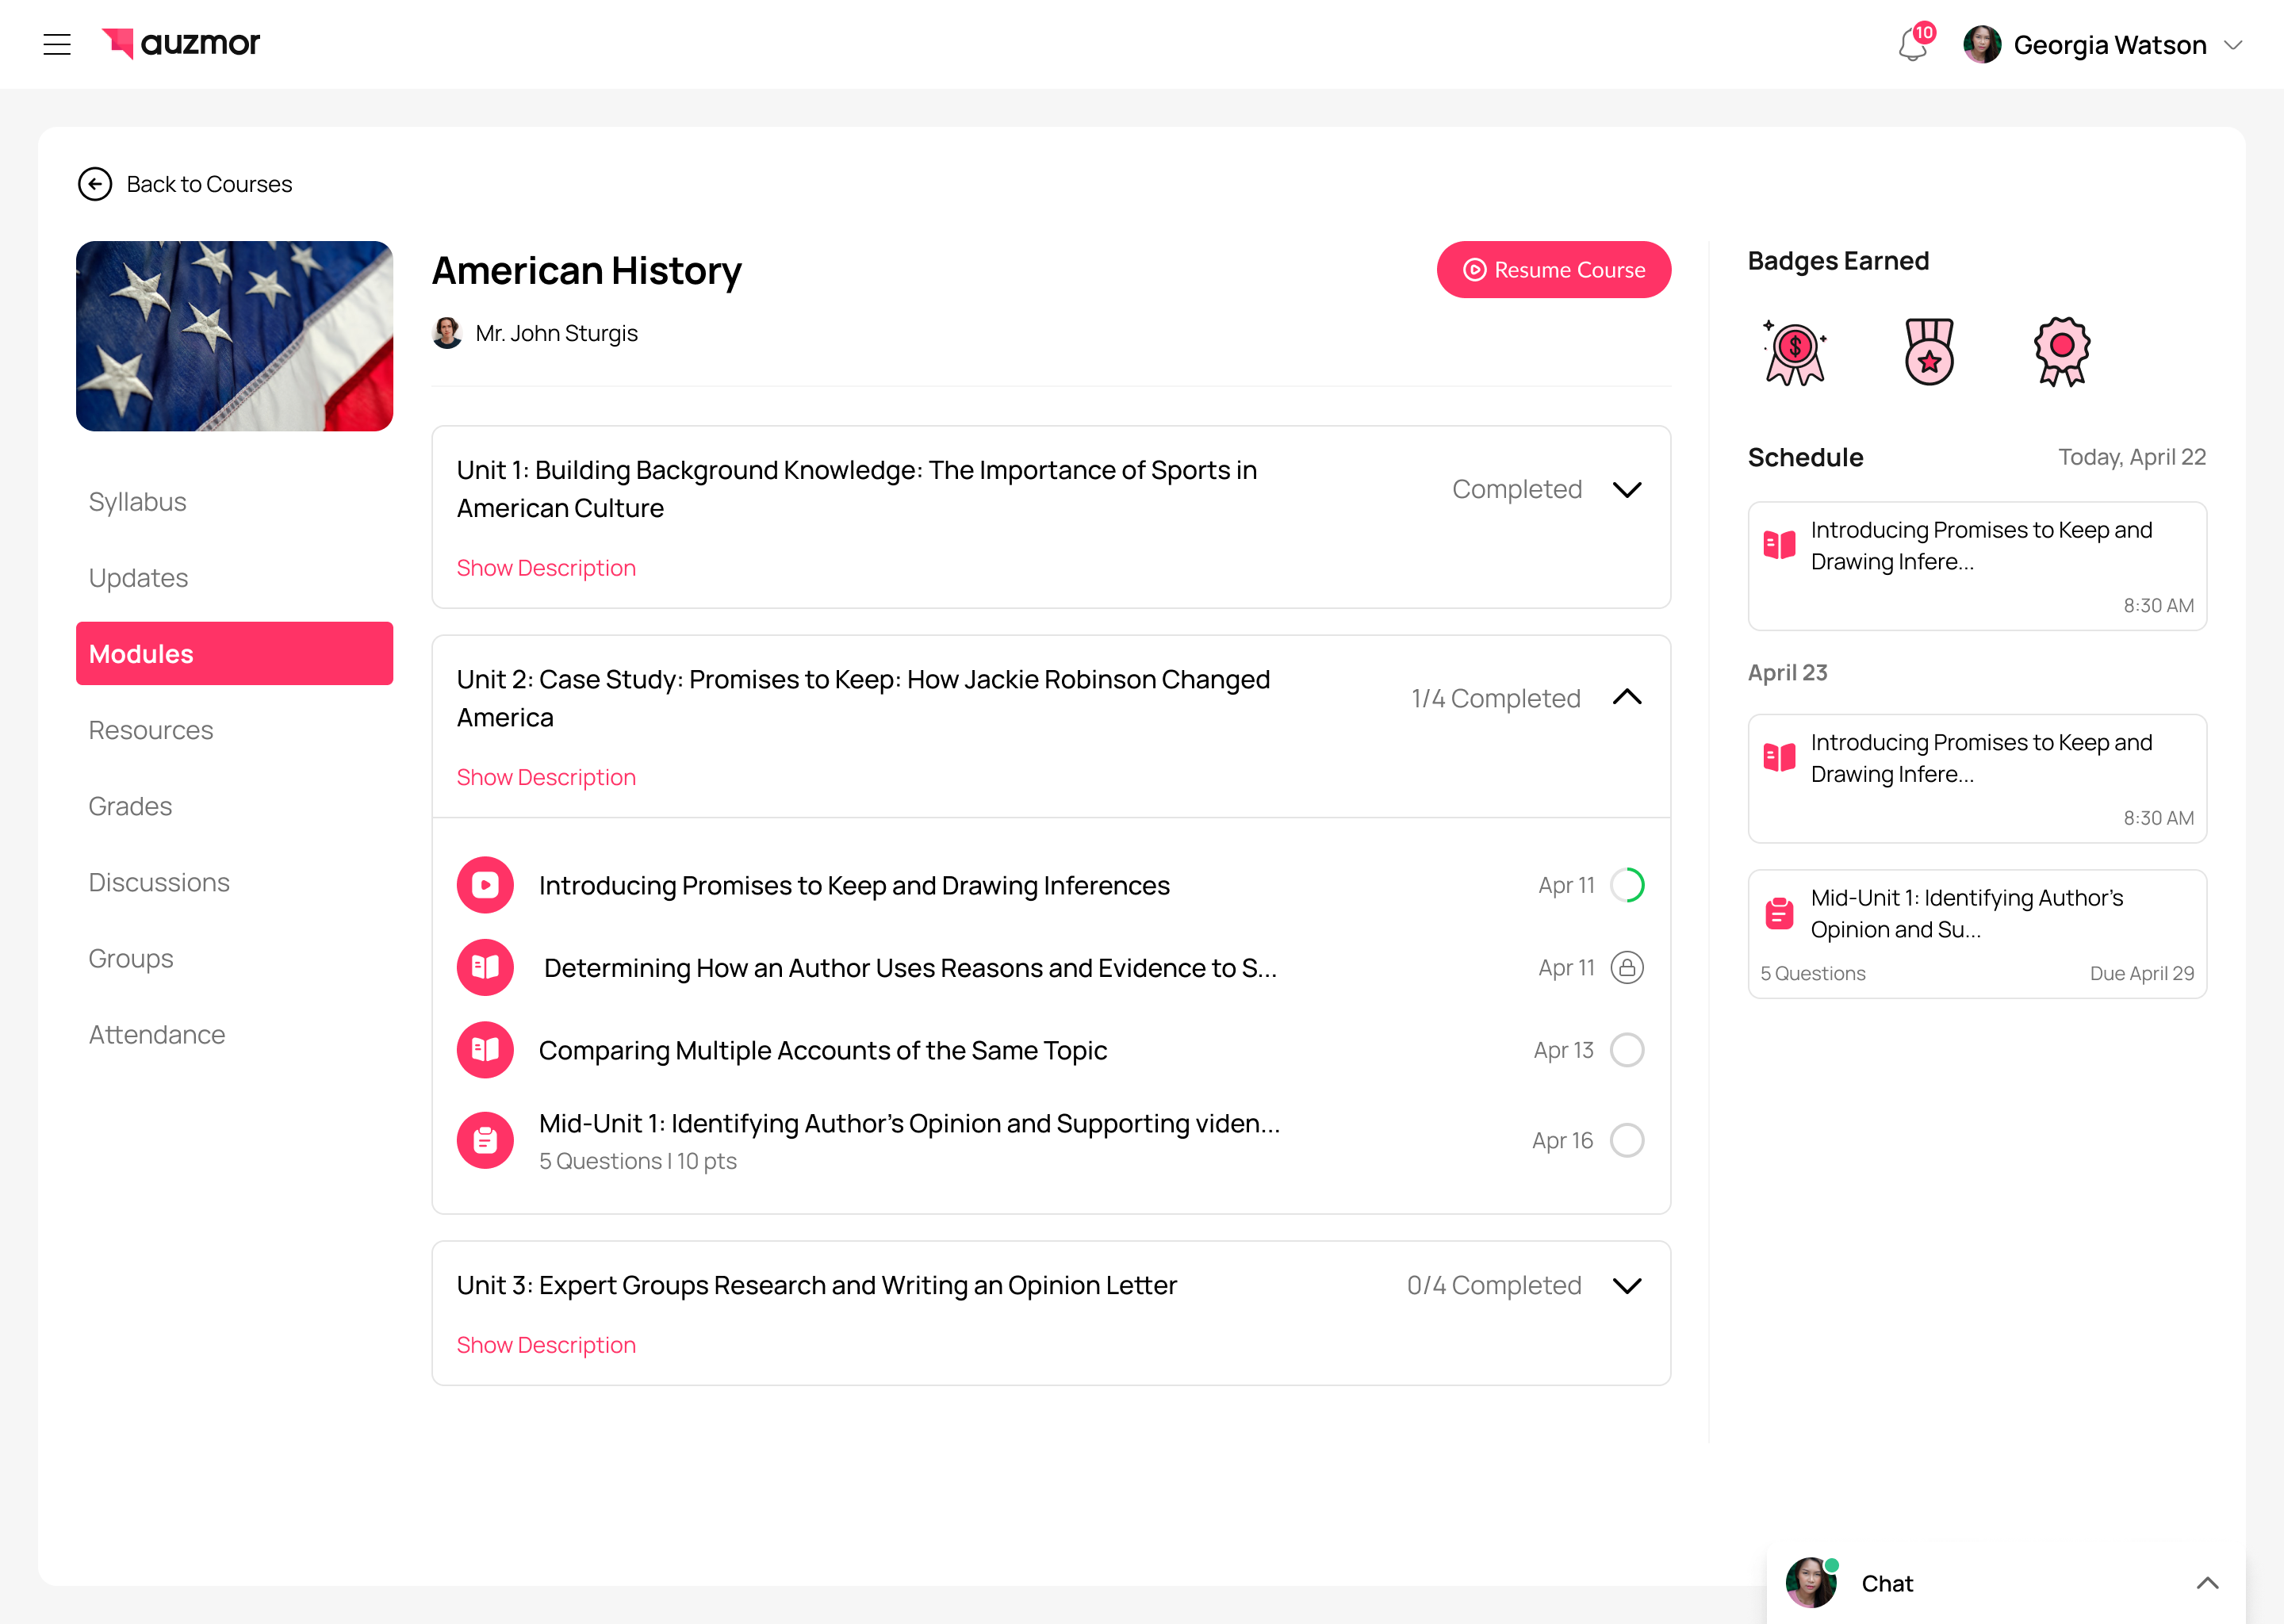 auzmor
10
Georgia Watson
Back to Courses
American History
Resume Course
Mr. John Sturgis
Syllabus
Updates
Modules
Resources
Grades
Discussions
Groups
Attendance
Unit 1: Building Background Knowledge: The Importance of Sports in
American Culture
Completed
Show Description
Unit 2: Case Study: Promises to Keep: How Jackie Robinson Changed
America
1/4 Completed
Show Description
Introducing Promises to Keep and Drawing Inferences
Apr 11
Determining How an Author Uses Reasons and Evidence to S...
Apr 11
Comparing Multiple Accounts of the Same Topic
Apr 13
Mid-Unit 1: Identifying Author’s Opinion and Supporting viden...
5 Questions | 10 pts
Apr 16
Unit 3: Expert Groups Research and Writing an Opinion Letter
0/4 Completed
Show Description
Badges Earned
$
Schedule
Today, April 22
Introducing Promises to Keep and
Drawing Infere...
8:30 AM
April 23
Introducing Promises to Keep and
Drawing Infere...
8:30 AM
Mid-Unit 1: Identifying Author’s
Opinion and Su...
5 Questions
Due April 29
Chat